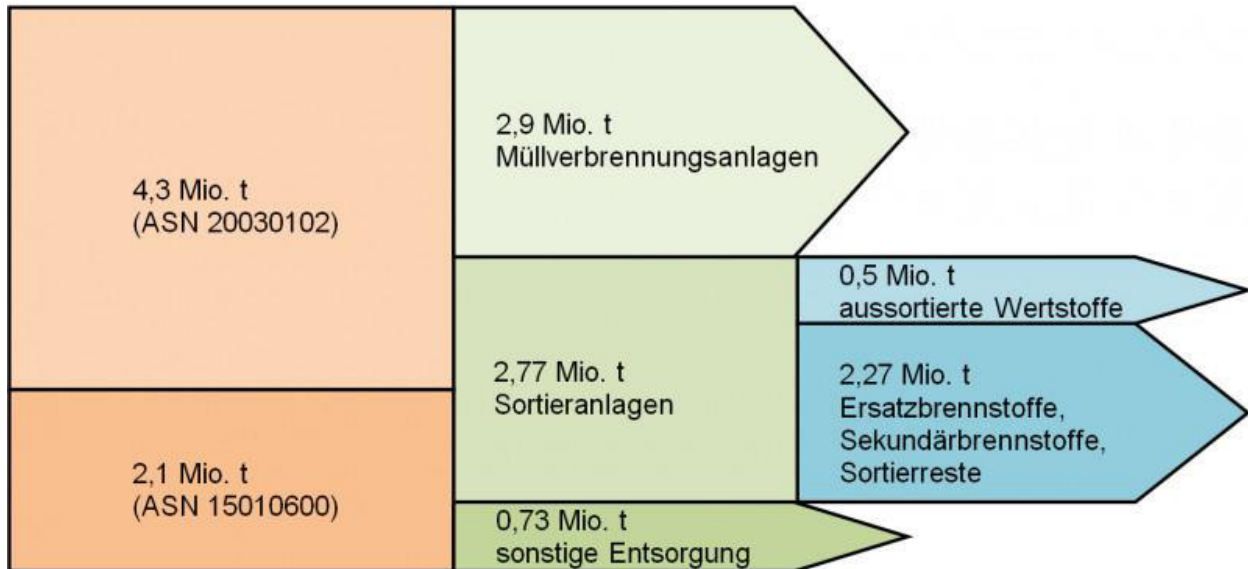 4,3 Mio. t
(ASN 20030102)
2,1 Mio. t
(ASN 15010600)
2,9 Mio. t
Müllverbrennungsanlagen
2,77 Mio. t
Sortieranlagen
0,73 Mio. t
sonstige Entsorgung
0,5 Mio. t
aussortierte Wertstoffe
2,27 Mio. t
Ersatzbrennstoffe,
Sekundärbrennstoffe,
Sortierreste